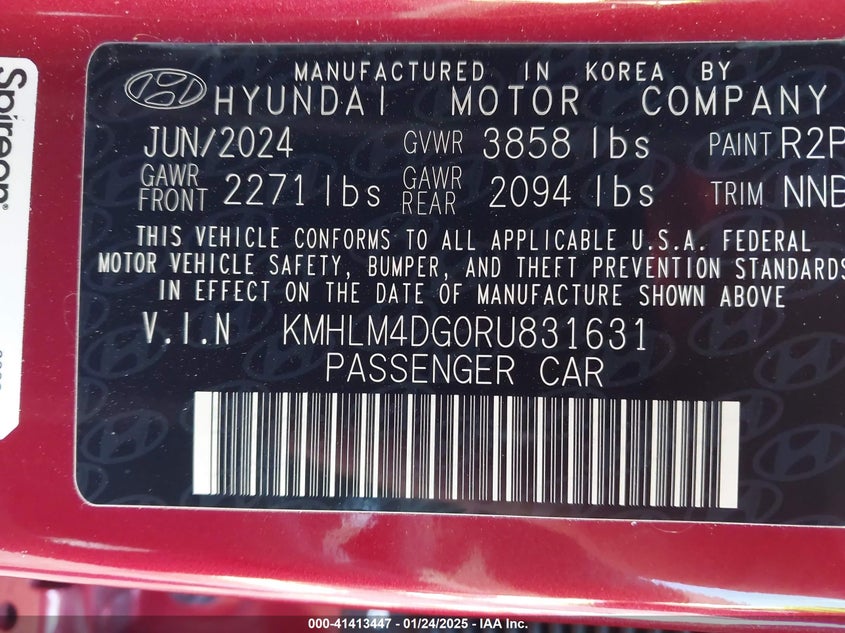 Spireon®
MANUFACTURED IN KOREA BY
HYUNDAI MOTOR COMPANY
JUN/2024 GVWR 3858 lbs PAINT R2P
GAWR FRONT 2271 lbs GAWR REAR 2094 lbs TRIM NNB
THIS VEHICLE CONFORMS TO ALL APPLICABLE U.S.A. FEDERAL
MOTOR VEHICLE SAFETY, BUMPER, AND THEFT PREVENTION STANDARDS
IN EFFECT ON THE DATE OF MANUFACTURE SHOWN ABOVE
V.I.N KMHLM4DG0RU831631
PASSENGER CAR
000-41413447 - 01/24/2025 - IAA Inc.